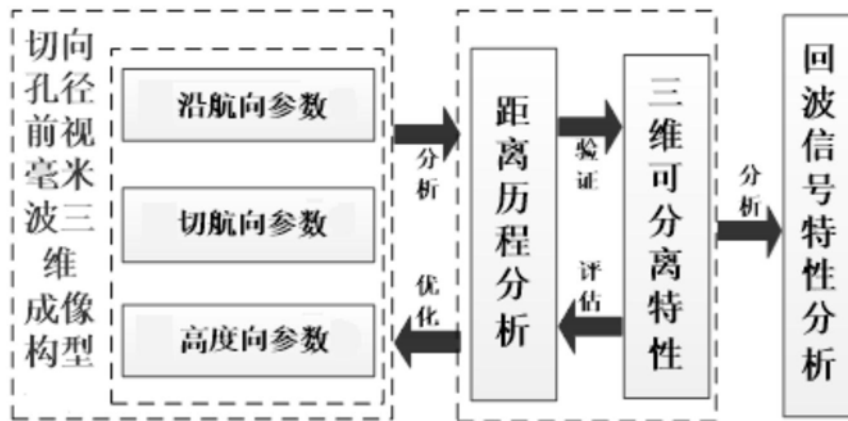 切向
孔径
前视
毫米
波三
维
成像
构型
沿航向参数
切航向参数
高度向参数
分析
优化
距离历程分析
验证
评估
三维可分离特性
分析
回波信号特性分析